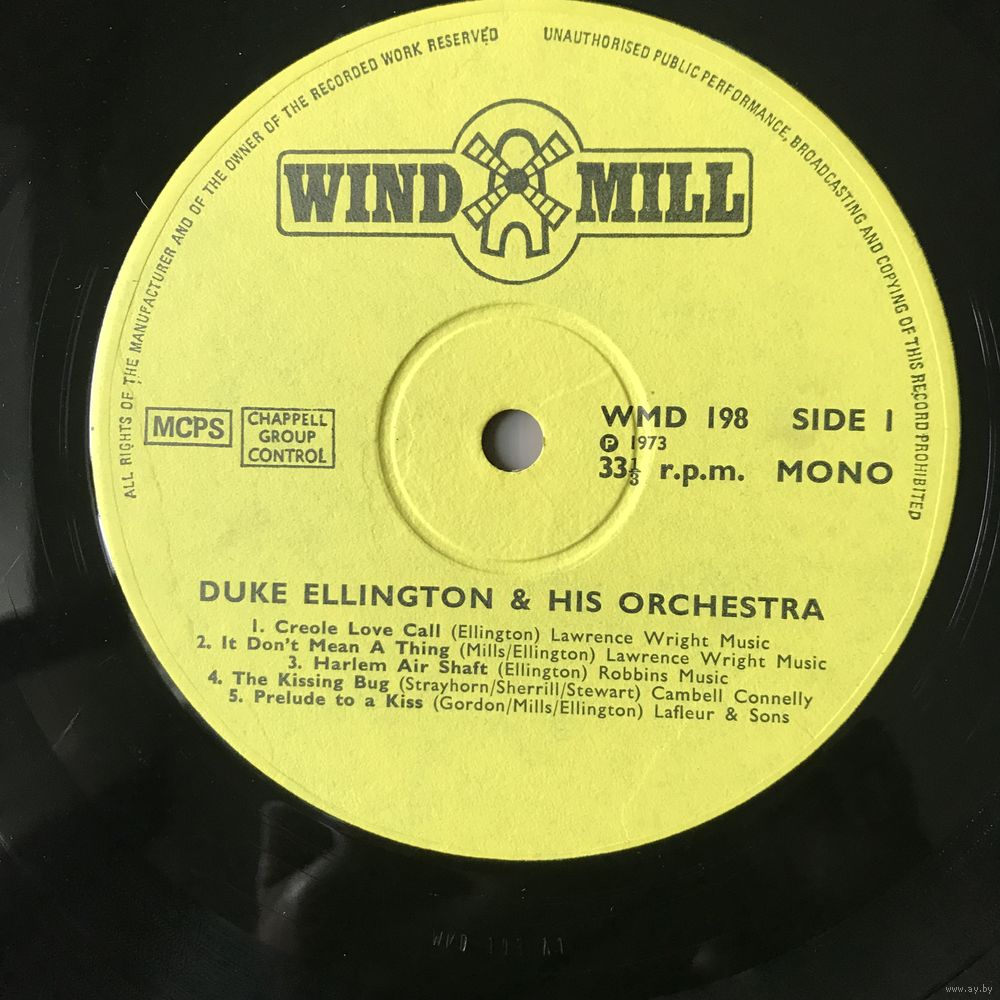 ALL RIGHTS OF THE MANUFACTURER AND OF THE OWNER OF THE RECORDED WORK RESERVED
UNAUTHORISED PUBLIC PERFORMANCE, BROADCASTING AND COPYING OF THIS RECORD PROHIBITED
WIND MILL
MCPS
CHAPPELL
GROUP
CONTROL
WMD 198 SIDE 1
Ⓟ 1973
33⅓ r.p.m. MONO
DUKE ELLINGTON & HIS ORCHESTRA
1. Creole Love Call (Ellington) Lawrence Wright Music
2. It Don't Mean A Thing (Mills/Ellington) Lawrence Wright Music
3. Harlem Air Shaft (Ellington) Robbins Music
4. The Kissing Bug (Strayhorn/Sherrill/Stewart) Cambell Connelly
5. Prelude to a Kiss (Gordon/Mills/Ellington) Lafleur & Sons
WMD
www.ay.by